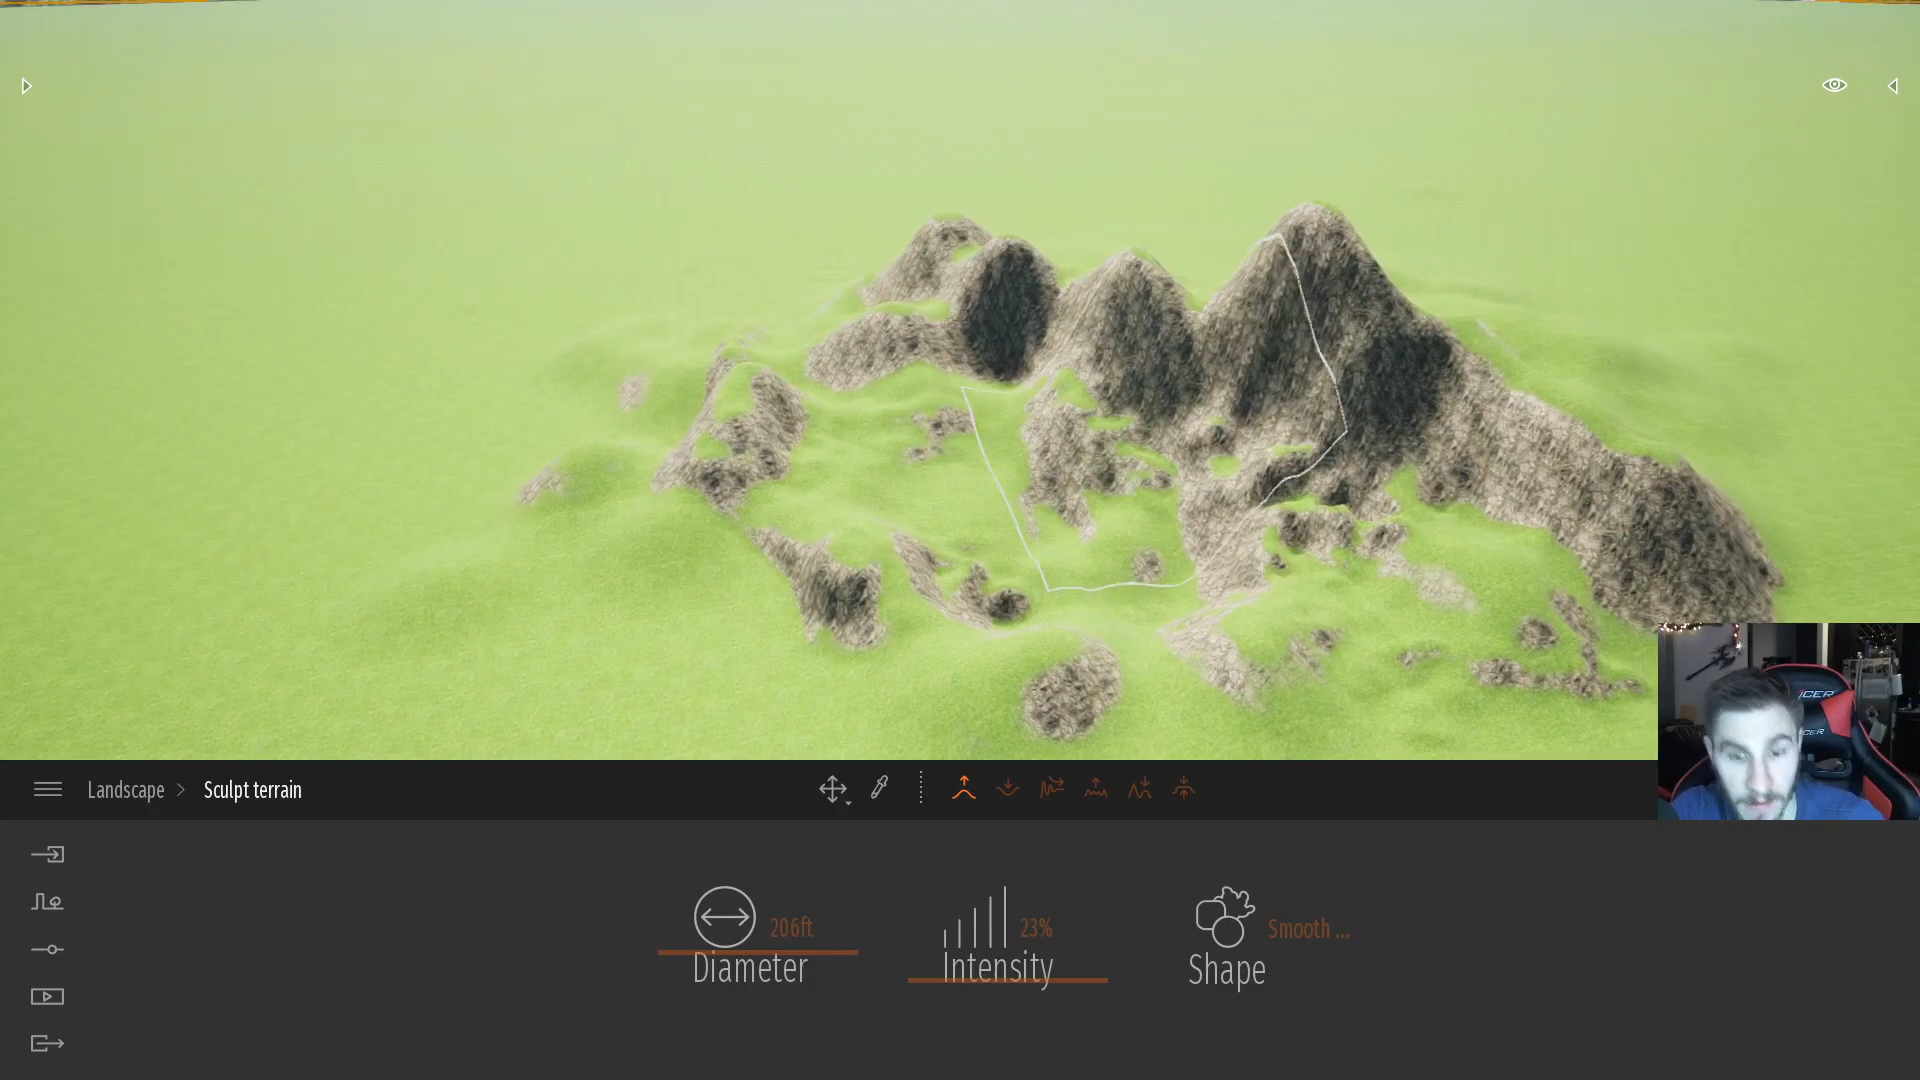 Landscape > Sculpt terrain
206ft
23%
Smooth ...
Diameter
Intensity
Shape